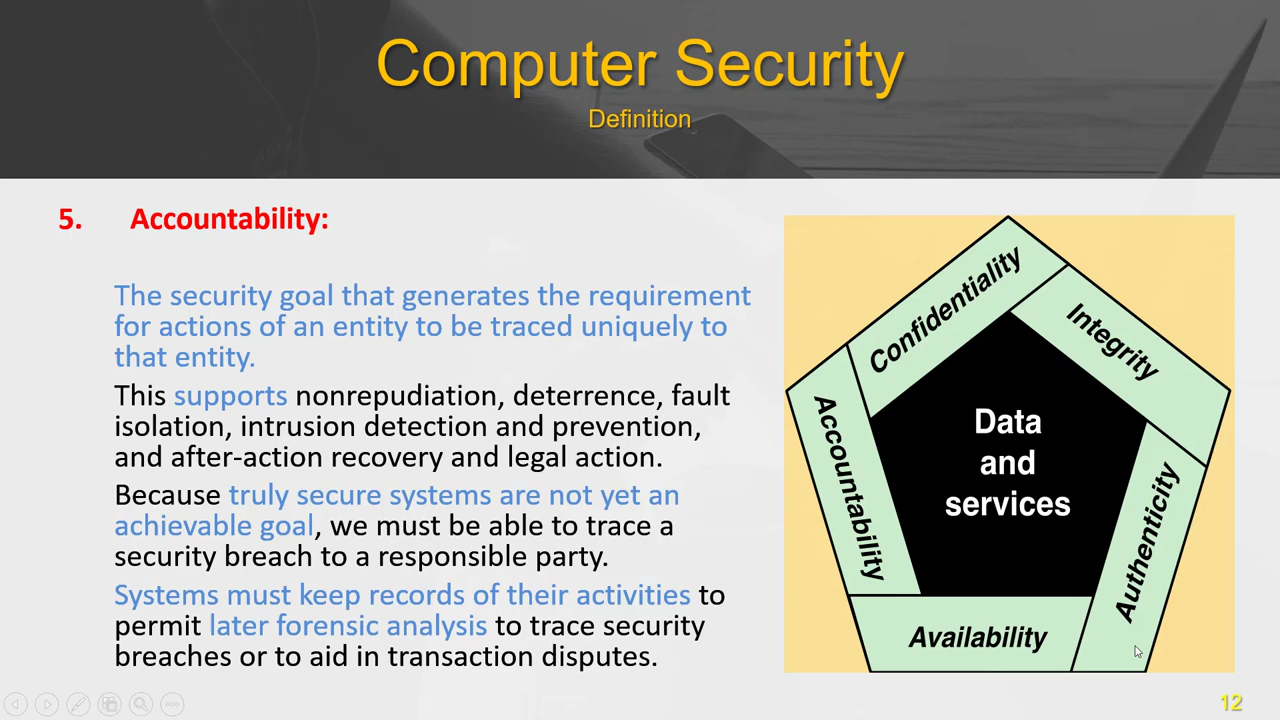 Computer Security
Definition
5. Accountability:
The security goal that generates the requirement
for actions of an entity to be traced uniquely to
that entity.
This supports nonrepudiation, deterrence, fault
isolation, intrusion detection and prevention,
and after-action recovery and legal action.
Because truly secure systems are not yet an
achievable goal, we must be able to trace a
security breach to a responsible party.
Systems must keep records of their activities to
permit later forensic analysis to trace security
breaches or to aid in transaction disputes.
Confidentiality
Integrity
Accountability
Data
and
services
Authenticity
Availability
12